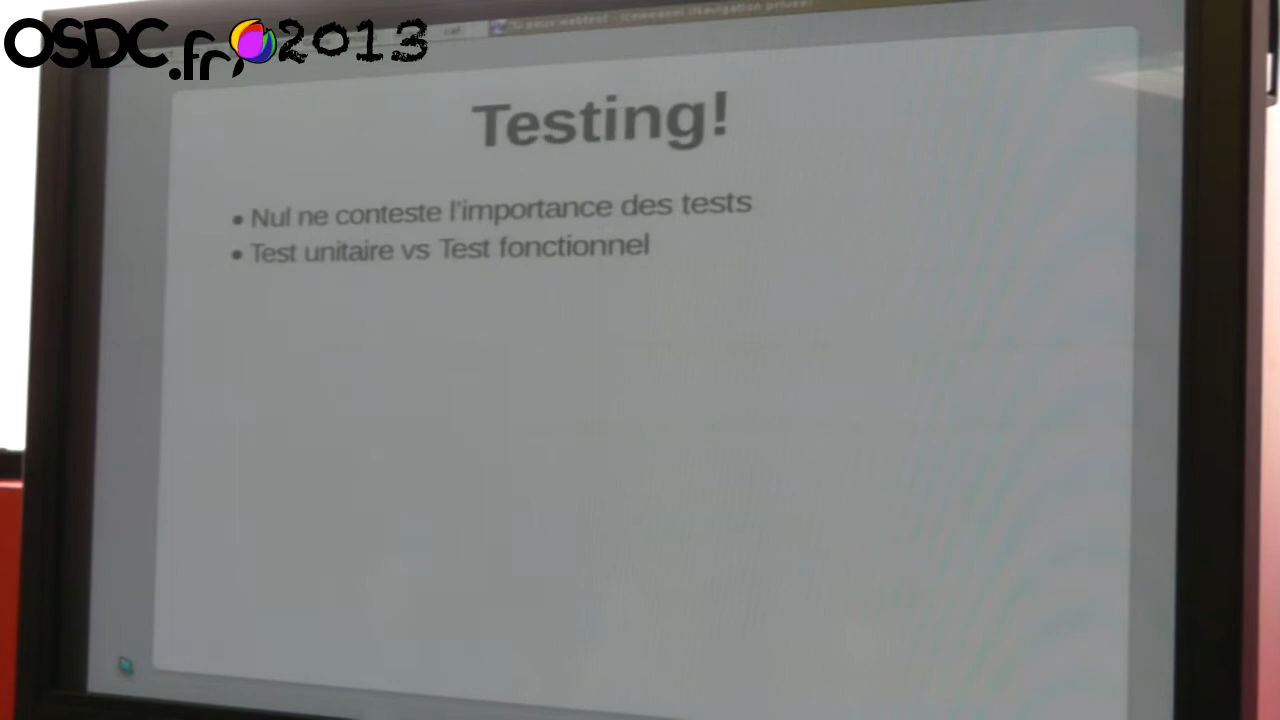 OSDC.fr 2013
Testing!
• Nul ne conteste l'importance des tests
• Test unitaire vs Test fonctionnel